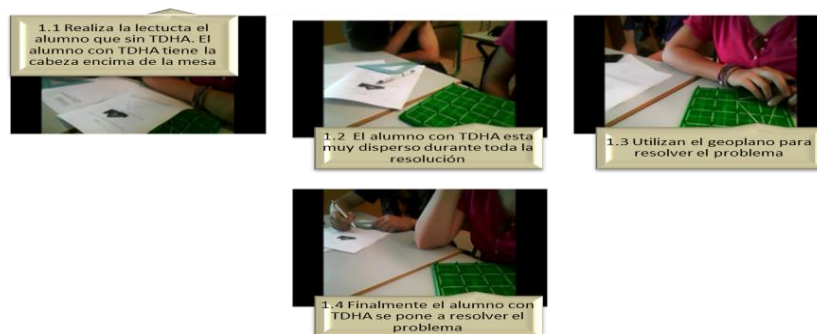 1.1 Realiza la lectucta el
alumno que sin TDHA. El
alumno con TDHA tiene la
cabeza encima de la mesa
1.2 El alumno con TDHA esta
muy disperso durante toda la
resolución
1.3 Utilizan el geoplano para
resolver el problema
1.4 Finalmente el alumno con
TDHA se pone a resolver el
problema